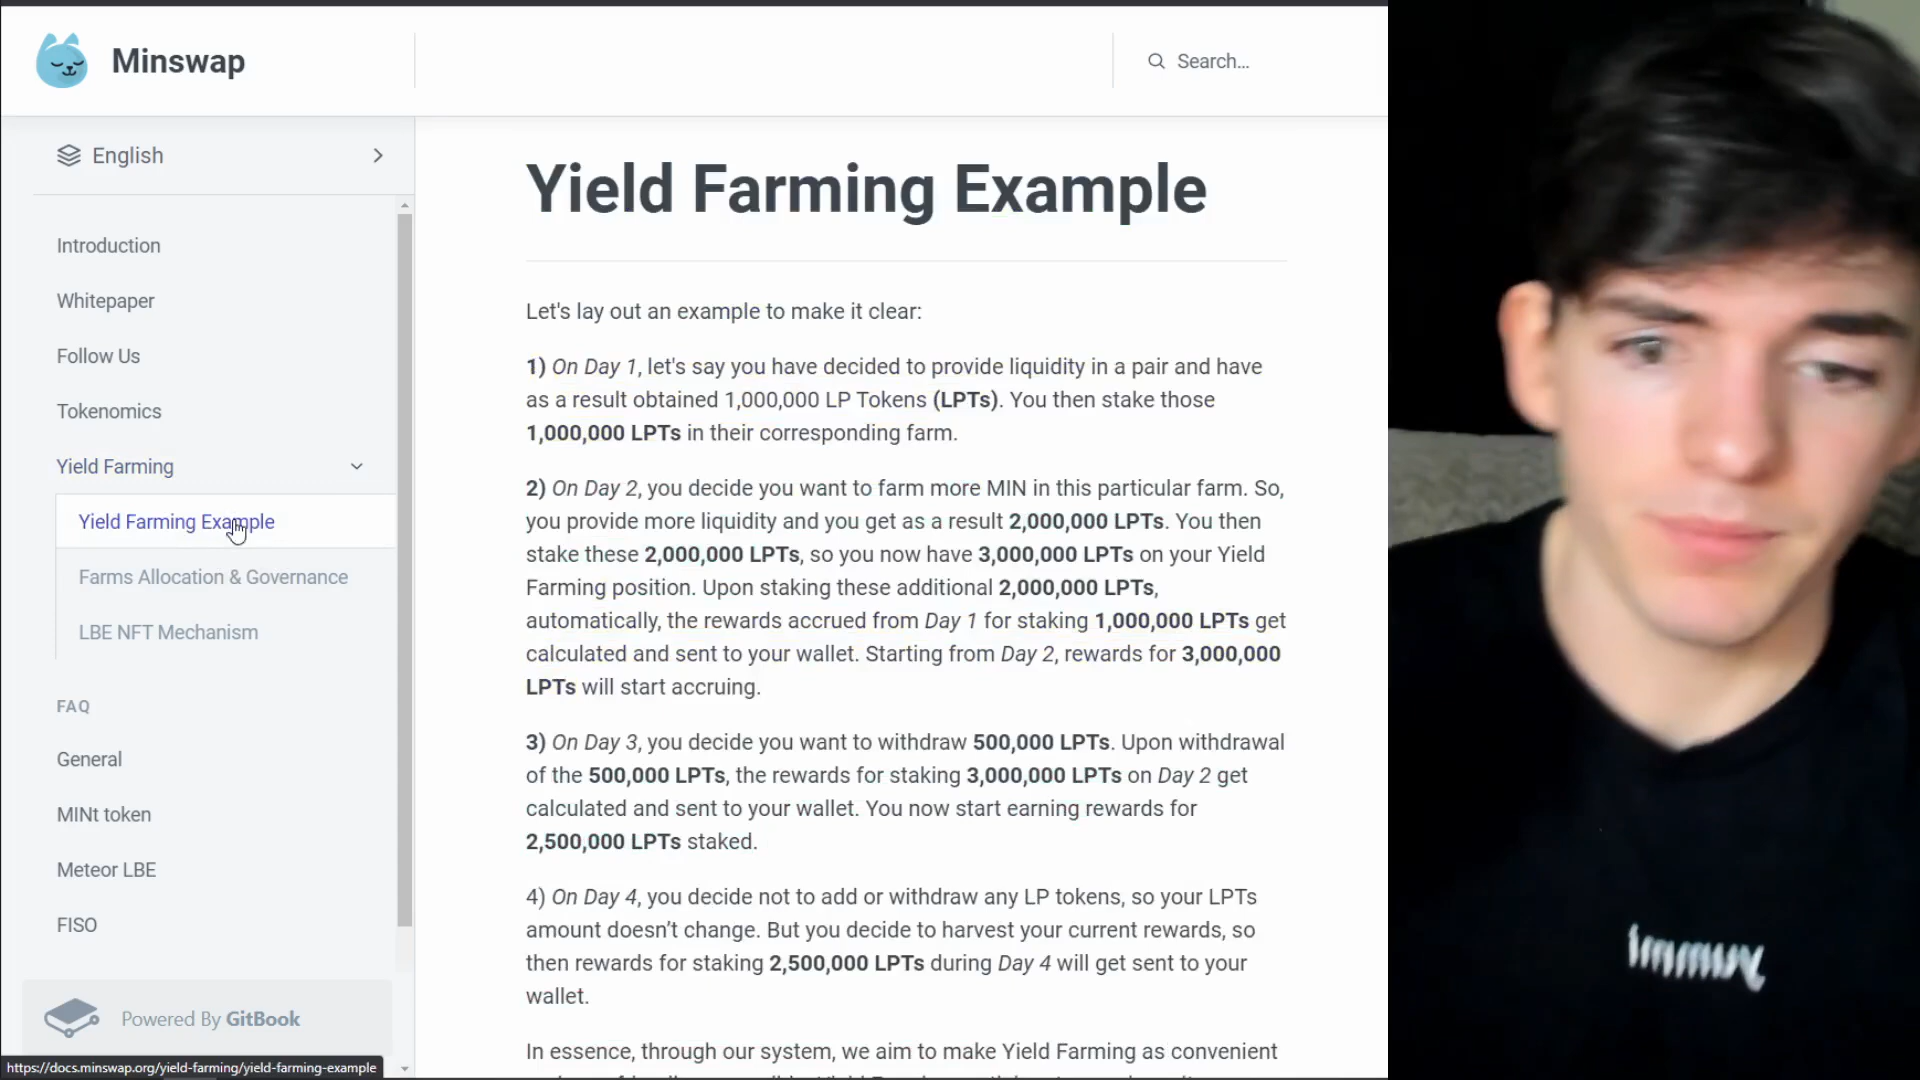 Minswap
Search...
English
Introduction
Whitepaper
Follow Us
Tokenomics
Yield Farming
Yield Farming Example
Farms Allocation & Governance
LBE NFT Mechanism
FAQ
General
MINt token
Meteor LBE
FISO
Powered By GitBook
https://docs.minswap.org/yield-farming/yield-farming-example
Yield Farming Example
Let's lay out an example to make it clear:
1) On Day 1, let's say you have decided to provide liquidity in a pair and have
as a result obtained 1,000,000 LP Tokens (LPTs). You then stake those
1,000,000 LPTs in their corresponding farm.
2) On Day 2, you decide you want to farm more MIN in this particular farm. So,
you provide more liquidity and you get as a result 2,000,000 LPTs. You then
stake these 2,000,000 LPTs, so you now have 3,000,000 LPTs on your Yield
Farming position. Upon staking these additional 2,000,000 LPTs,
automatically, the rewards accrued from Day 1 for staking 1,000,000 LPTs get
calculated and sent to your wallet. Starting from Day 2, rewards for 3,000,000
LPTs will start accruing.
3) On Day 3, you decide you want to withdraw 500,000 LPTs. Upon withdrawal
of the 500,000 LPTs, the rewards for staking 3,000,000 LPTs on Day 2 get
calculated and sent to your wallet. You now start earning rewards for
2,500,000 LPTs staked.
4) On Day 4, you decide not to add or withdraw any LP tokens, so your LPTs
amount doesn’t change. But you decide to harvest your current rewards, so
then rewards for staking 2,500,000 LPTs during Day 4 will get sent to your
wallet.
In essence, through our system, we aim to make Yield Farming as convenient